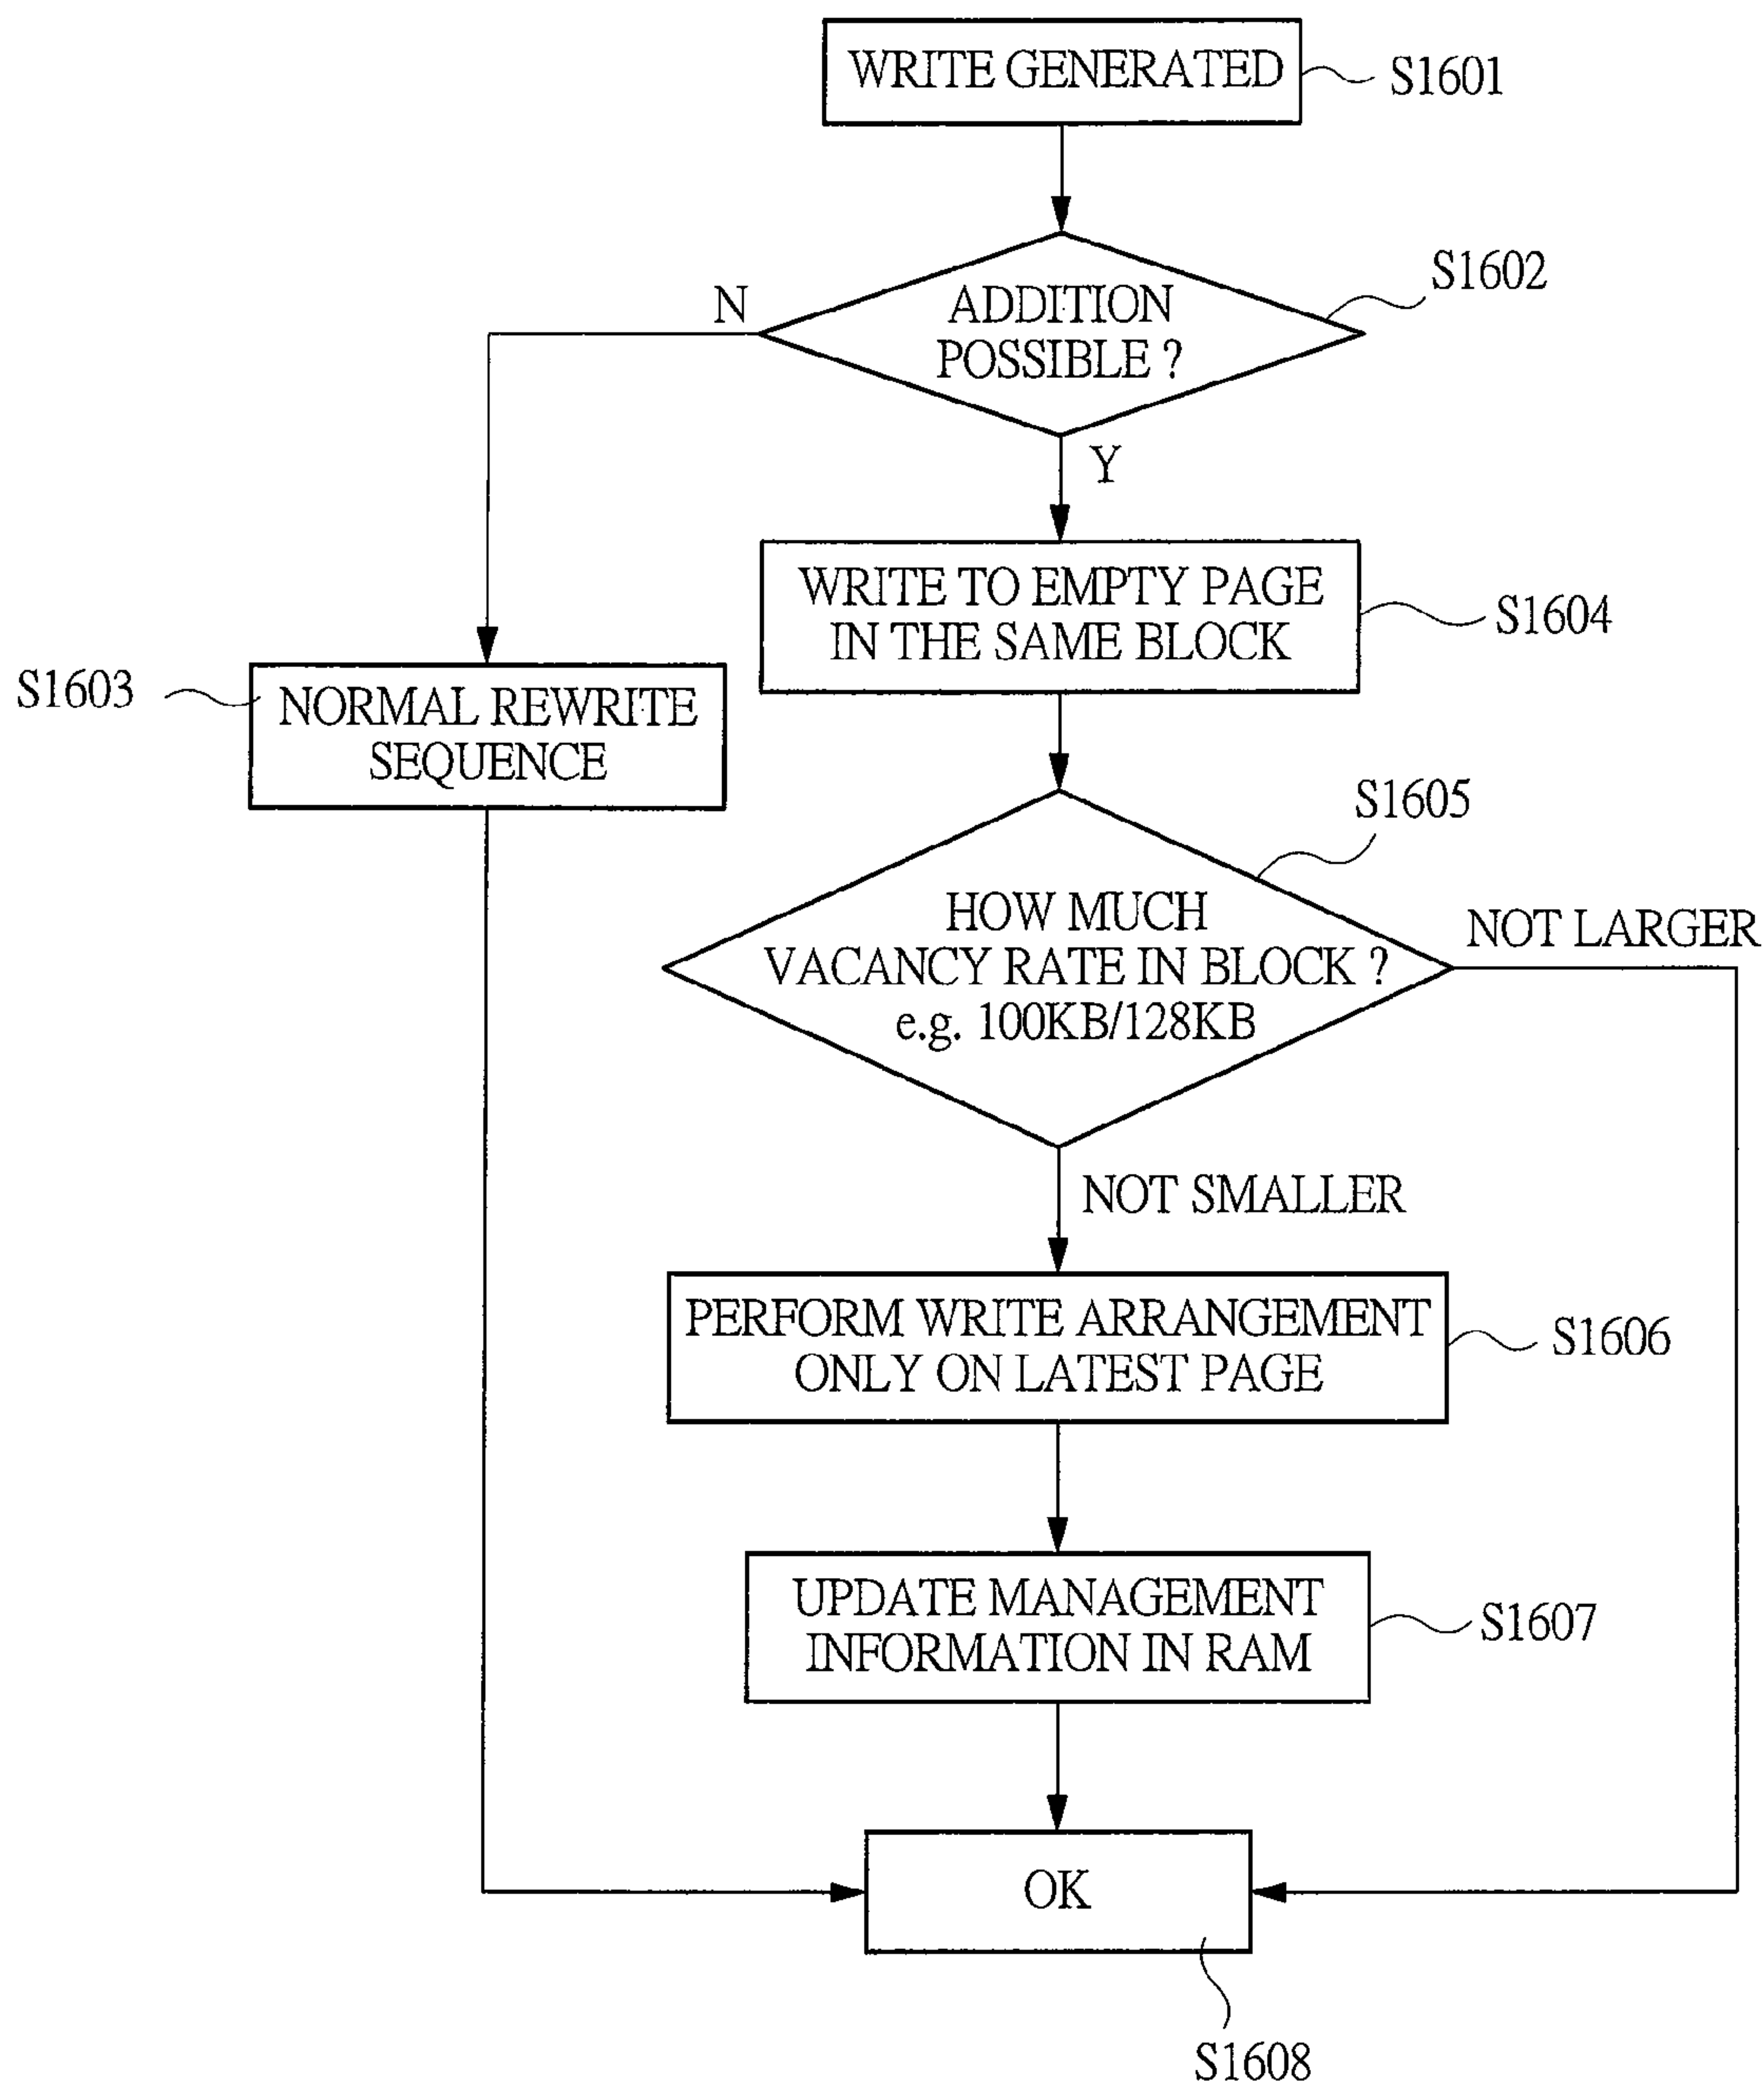 WRITE GENERATED
S1601
S1602
N
ADDITION
POSSIBLE ?
Y
WRITE TO EMPTY PAGE
IN THE SAME BLOCK
S1604
S1603
NORMAL REWRITE
SEQUENCE
S1605
HOW MUCH
VACANCY RATE IN BLOCK ?
e.g. 100KB/128KB
NOT LARGER
NOT SMALLER
PERFORM WRITE ARRANGEMENT
ONLY ON LATEST PAGE
S1606
UPDATE MANAGEMENT
INFORMATION IN RAM
S1607
OK
S1608